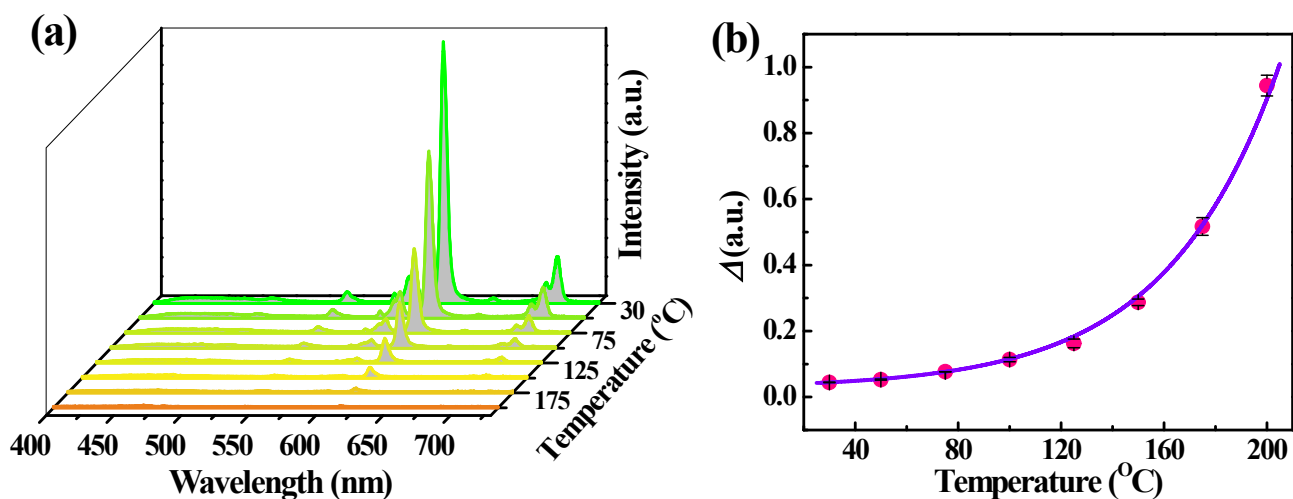 (a)
Intensity (a.u.)
30
75
125
175
Temperature (°C)
400 450 500 550 600 650 700
Wavelength (nm)
(b)
Δ(a.u.)
1.0
0.8
0.6
0.4
0.2
0.0
40 80 120 160 200
Temperature (°C)